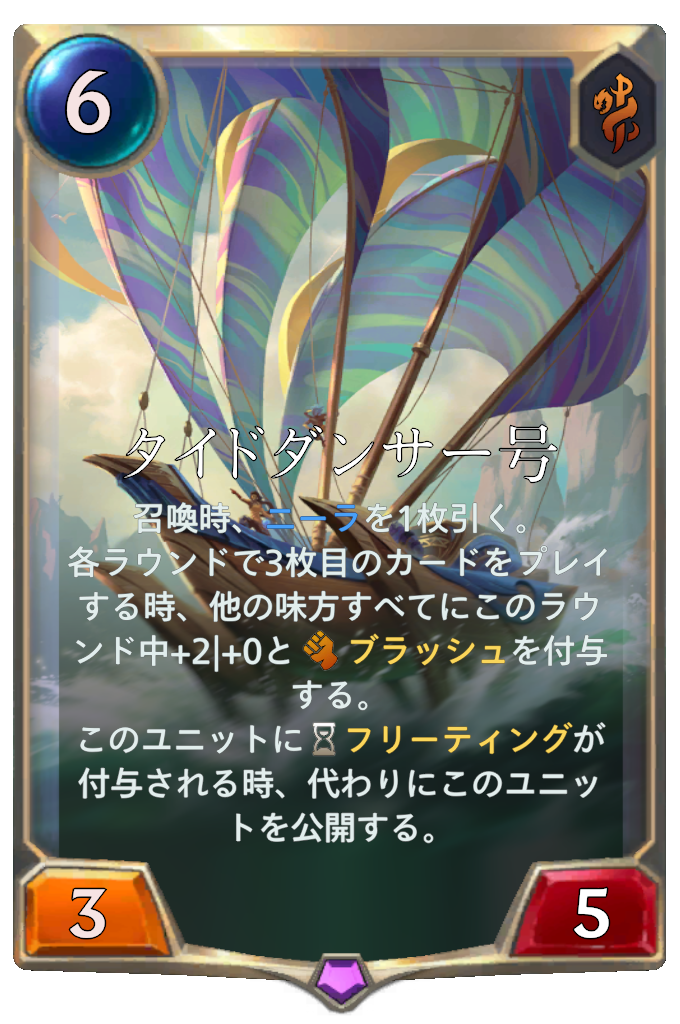 6
タイドダンサー号
召喚時、ニーラを1枚引く。
各ラウンドで3枚目のカードをプレイ
する時、他の味方すべてにこのラウ
ンド中+2|+0と ブラッシュを付与
する。
このユニットに フリーティングが
付与される時、代わりにこのユニッ
トを公開する。
3
5